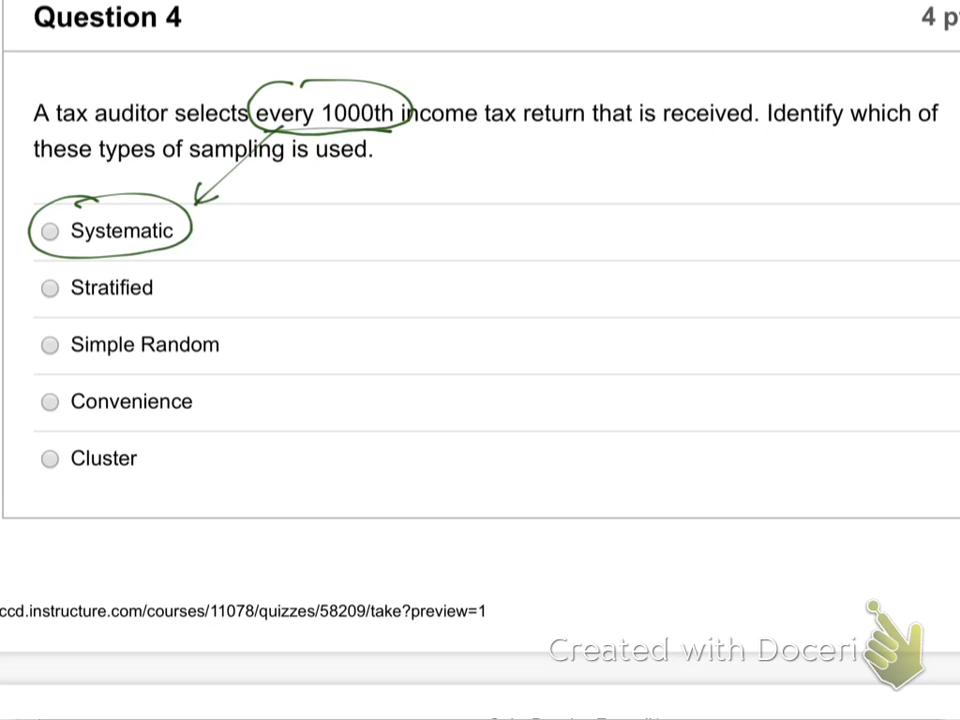 Question 4
4 p
A tax auditor selects every 1000th income tax return that is received. Identify which of
these types of sampling is used.
Systematic
Stratified
Simple Random
Convenience
Cluster
ccd.instructure.com/courses/11078/quizzes/58209/take?preview=1
Created with Doceri